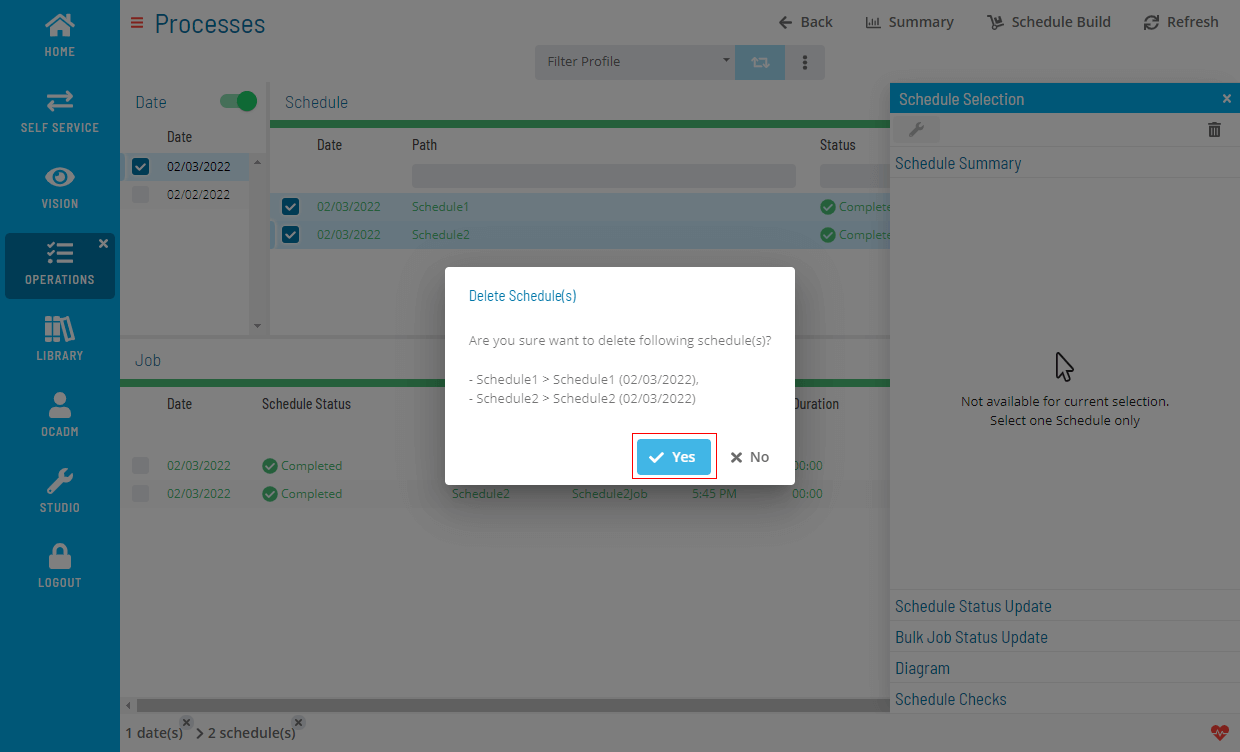 HOME
SELF SERVICE
VISION
OPERATIONS
LIBRARY
OCADM
STUDIO
LOGOUT
Processes
Back
Summary
Schedule Build
Refresh
Filter Profile
Date
Date
02/03/2022
02/02/2022
Schedule
Date Path Status
02/03/2022 Schedule1 Complete
02/03/2022 Schedule2 Complete
Delete Schedule(s)
Are you sure want to delete following schedule(s)?
- Schedule1 > Schedule1 (02/03/2022),
- Schedule2 > Schedule2 (02/03/2022)
Yes
No
Job
Date Schedule Status Duration
02/03/2022 Completed 00:00
02/03/2022 Completed Schedule2 Schedule2Job 5:45 PM 00:00
1 date(s) 2 schedule(s)
Schedule Selection
Schedule Summary
Not available for current selection.
Select one Schedule only
Schedule Status Update
Bulk Job Status Update
Diagram
Schedule Checks